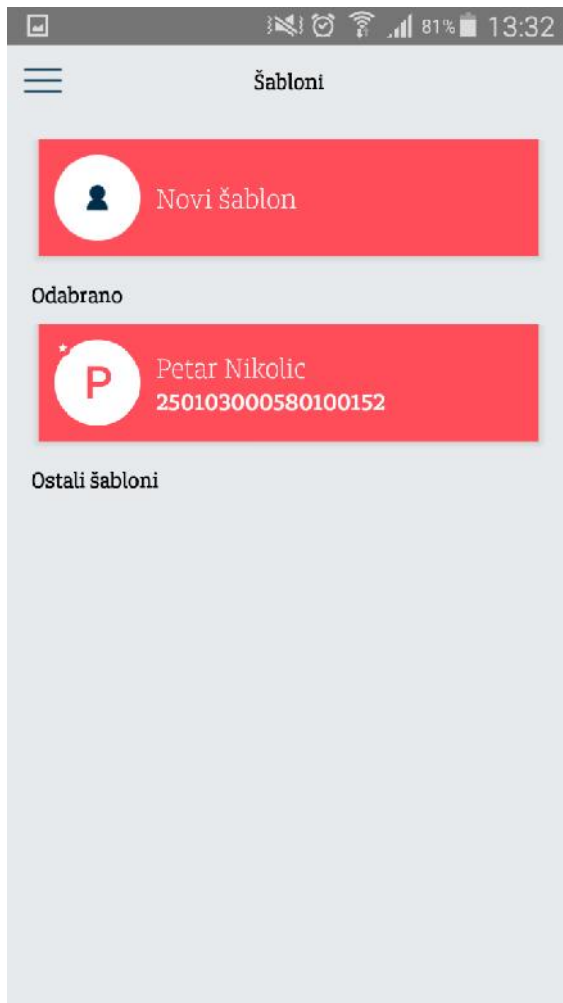 81% 13:32
Šabloni
Novi šablon
Odabrano
P
Petar Nikolic
250103000580100152
Ostali šabloni